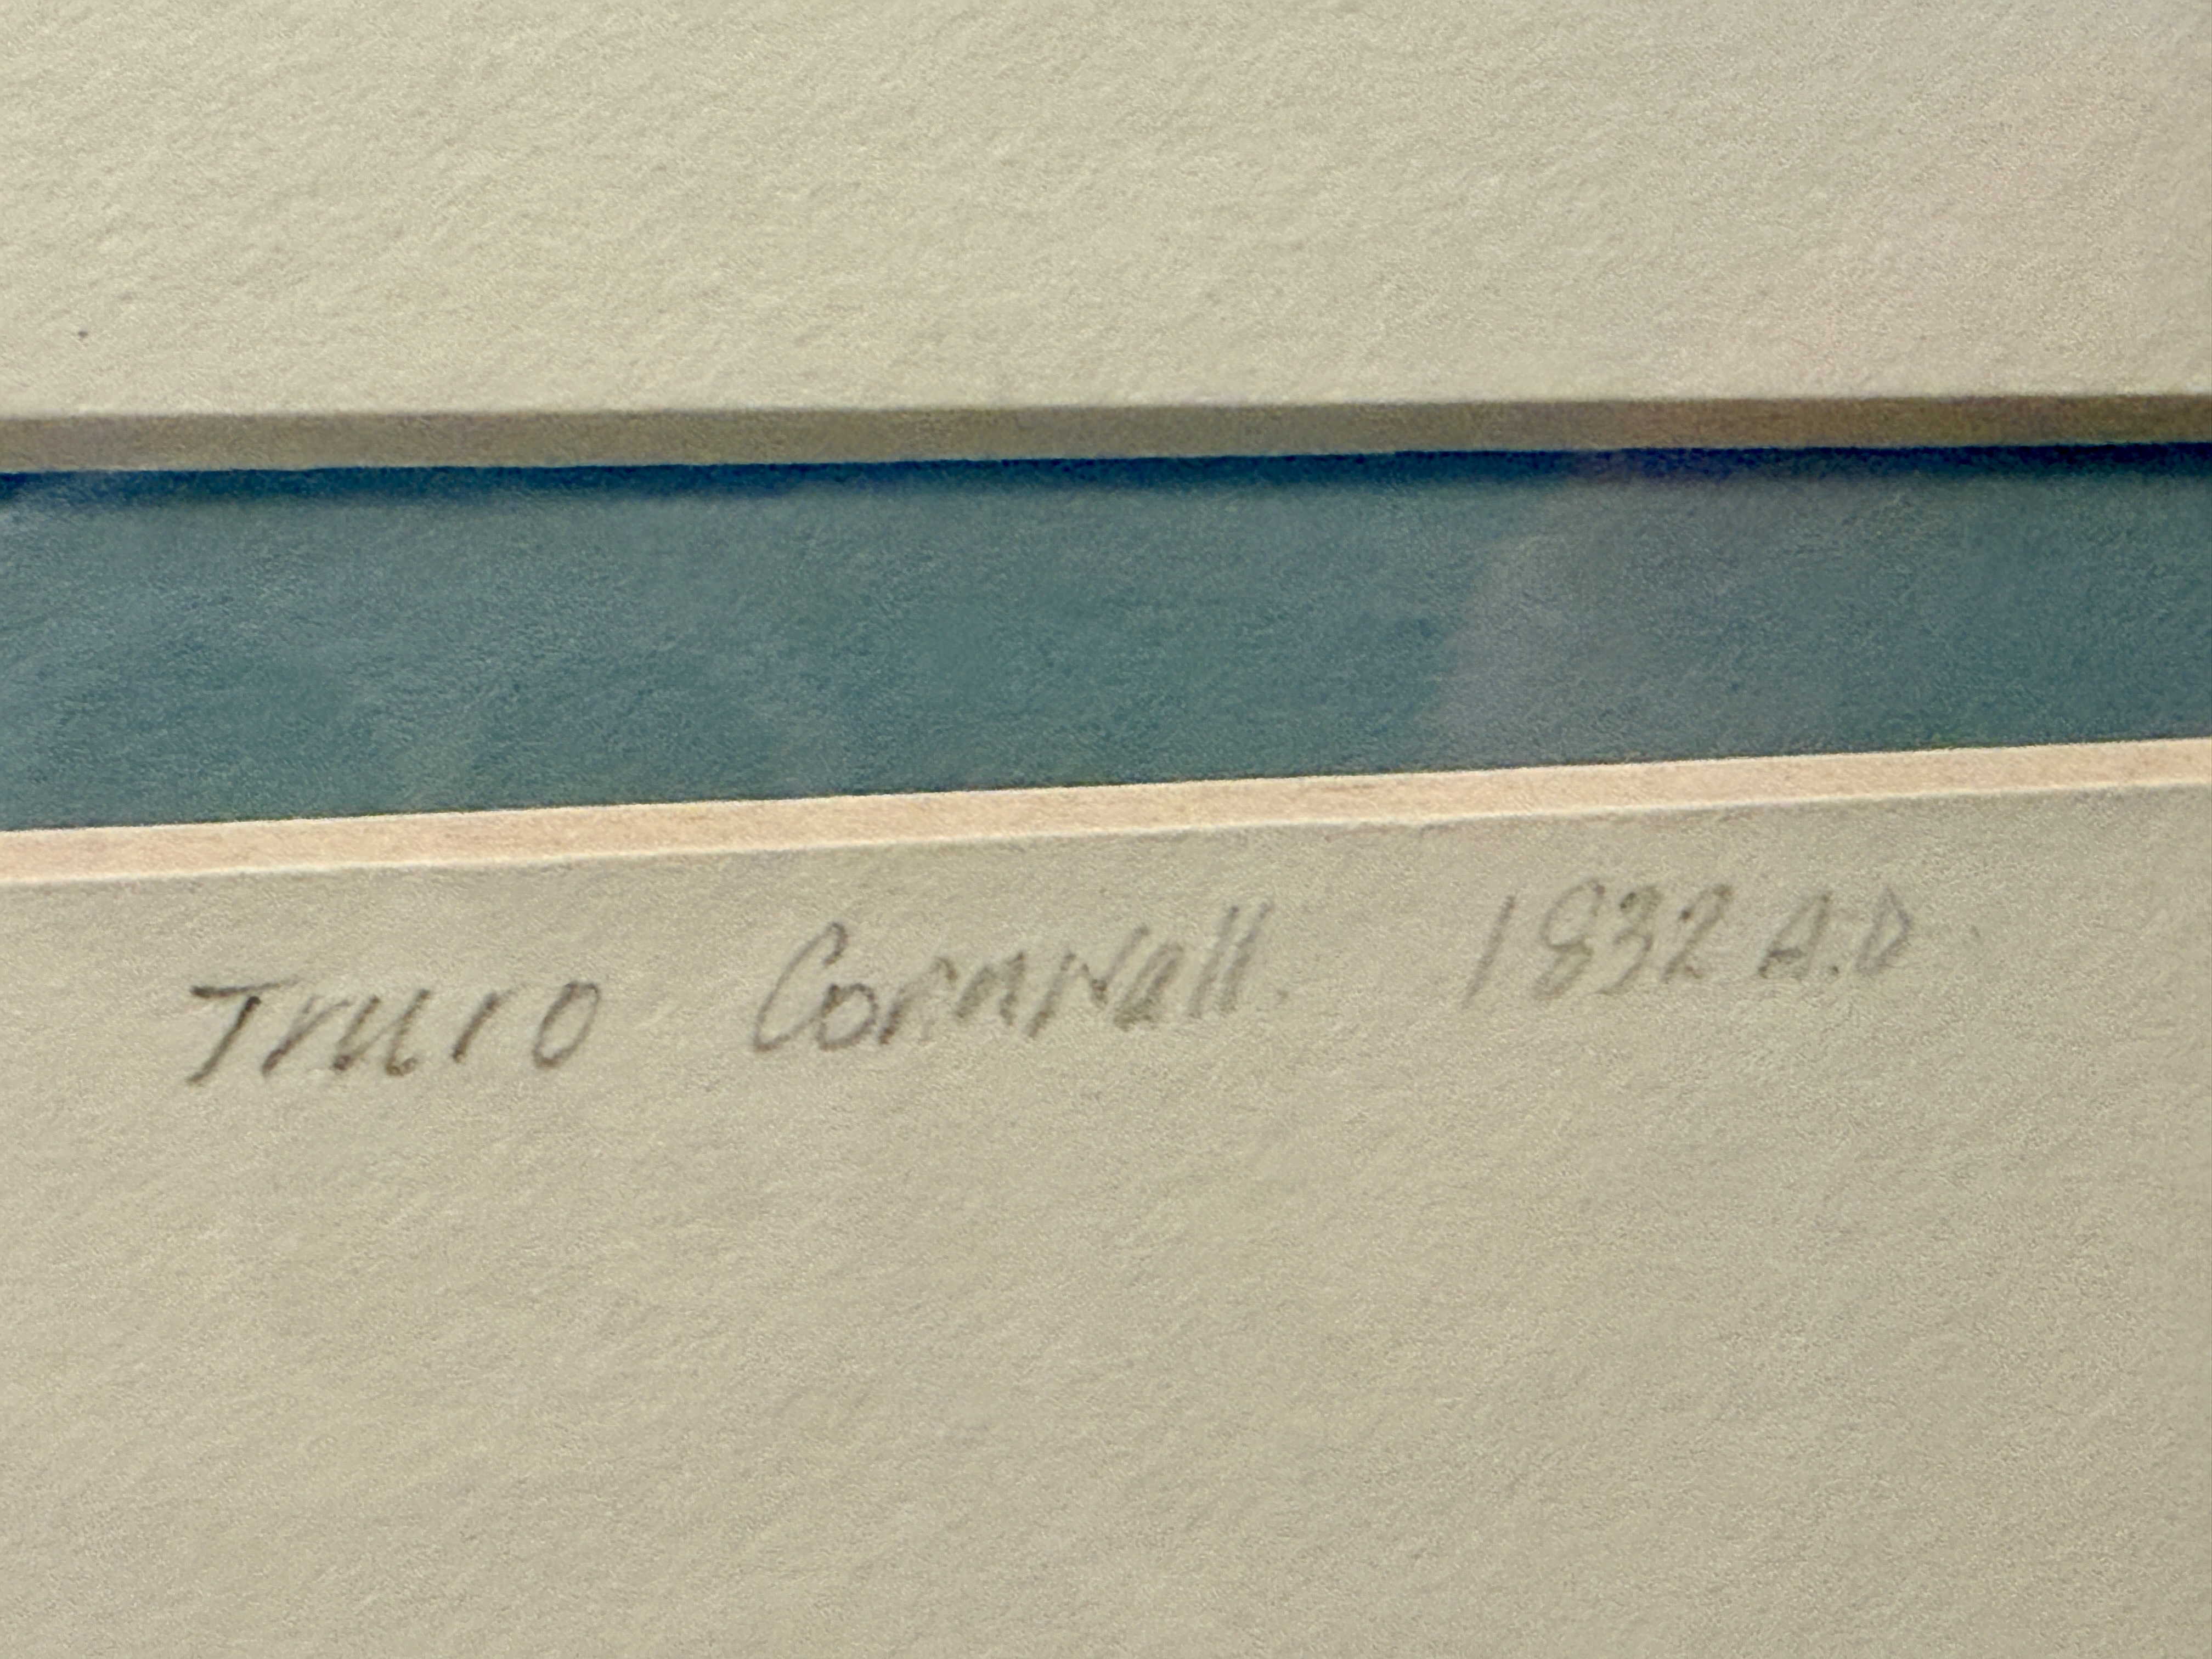 Truro Cornwall. 1832 A.D.